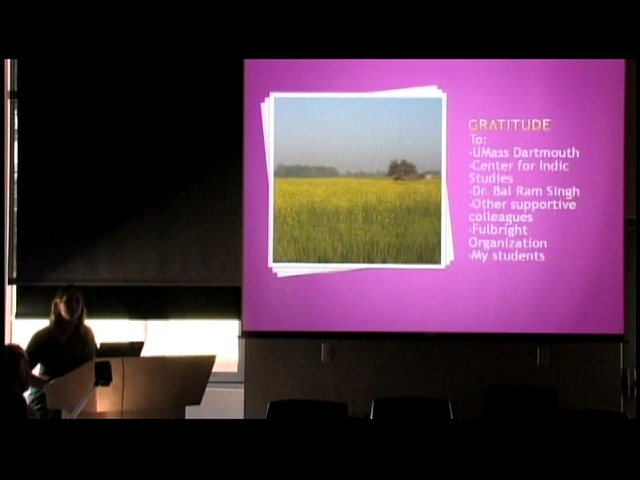 GRATITUDE
To:
-UMass Dartmouth
-Center for Indic
Studies
-Dr. Bal Ram Singh
-Other supportive
colleagues
-Fulbright
Organization
-My students